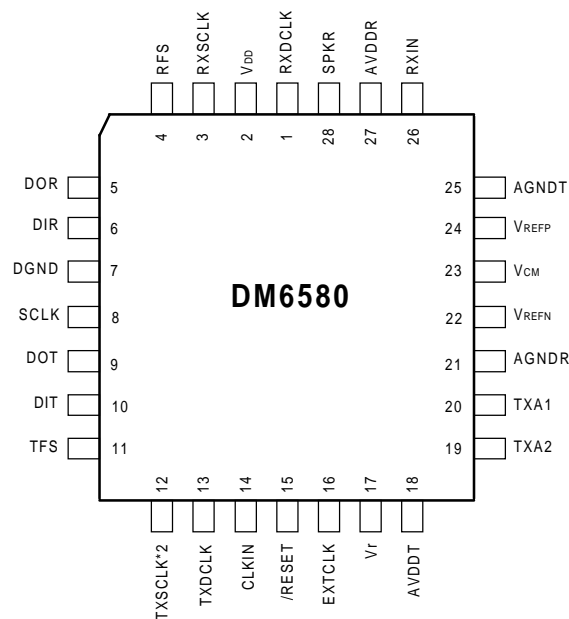 RFS RXSCLK VDD RXDCLK SPKR AVDDR RXIN
4 3 2 1 28 27 26
DOR 5 25 AGNDT
DIR 6 24 VREFP
DGND 7 23 VCM
SCLK 8 22 VREFN
DOT 9 21 AGNDR
DIT 10 20 TXA1
TFS 11 19 TXA2
DM6580
12 13 14 15 16 17 18
TXSCLK*2 TXDCLK CLKIN /RESET EXTCLK Vr AVDDT